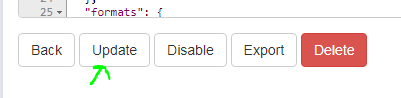 },
25 "formats": {
Back Update Disable Export Delete